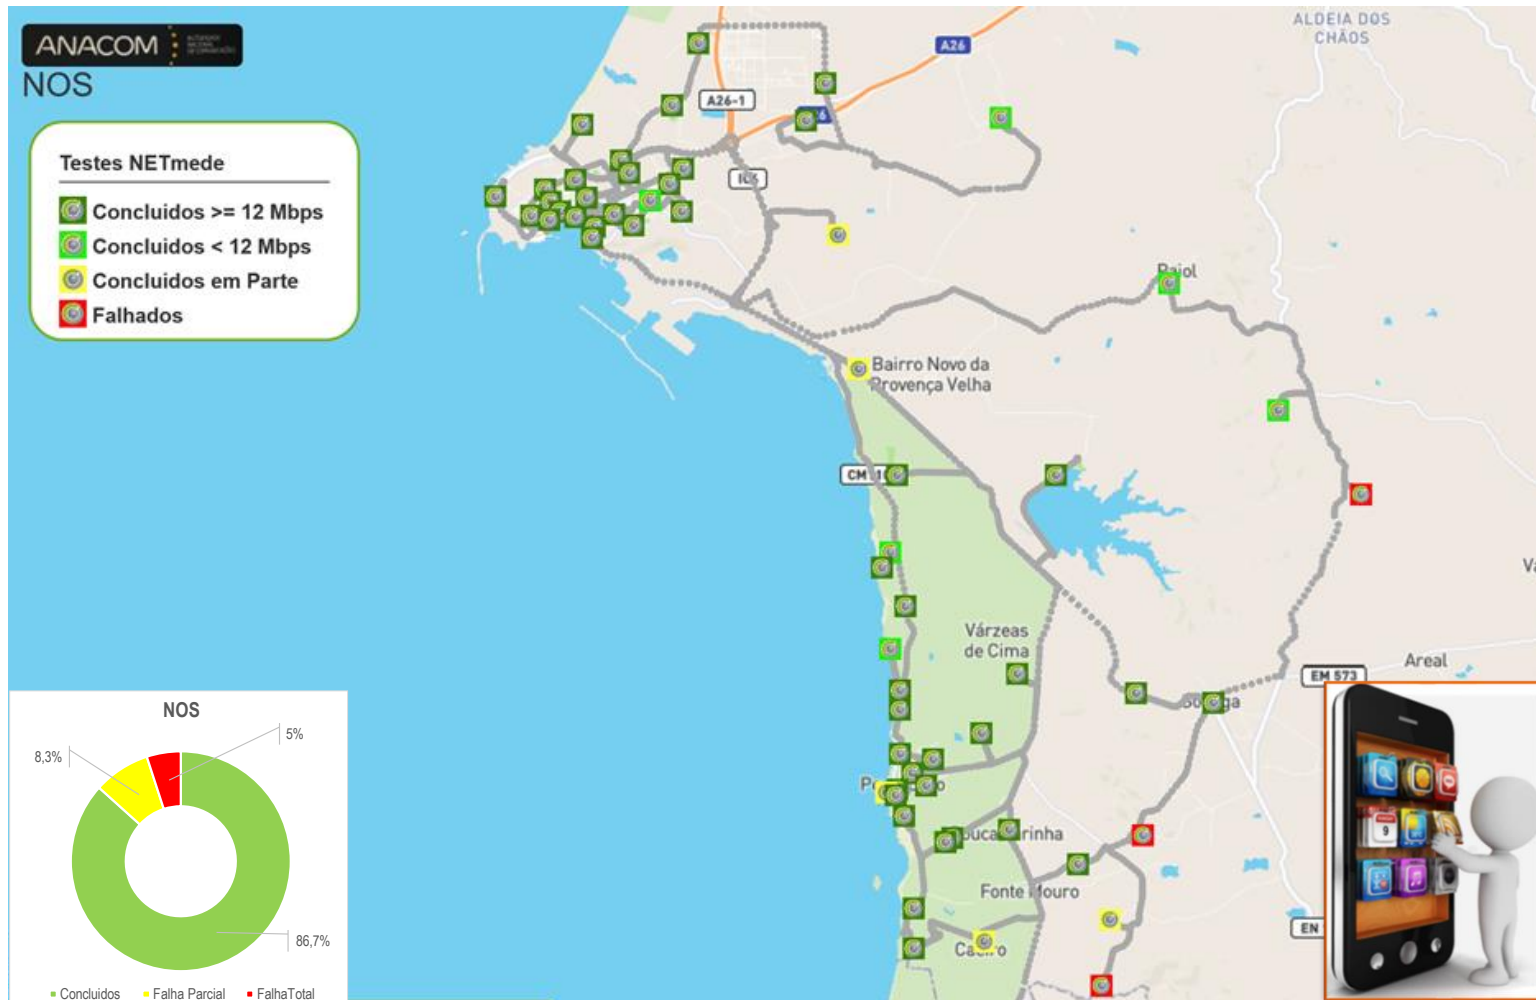 ANACOM
NOS
Testes NETmede
Concluidos >= 12 Mbps
Concluidos < 12 Mbps
Concluidos em Parte
Falhados
ALDEIA DOS
CHÃOS
A26
A26-1
Bairro Novo da
Provença Velha
Várzeas
de Cima
Areal
EM 573
Fonte Mouro
EN
NOS
8,3%
5%
86,7%
Concluidos
Falha Parcial
FalhaTotal
9